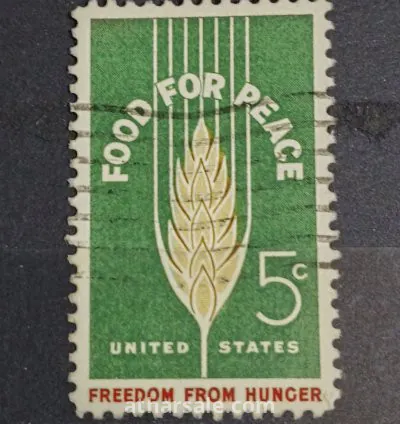 FOOD FOR PEACE
5c
UNITED STATES
FREEDOM FROM HUNGER
atharsale.com